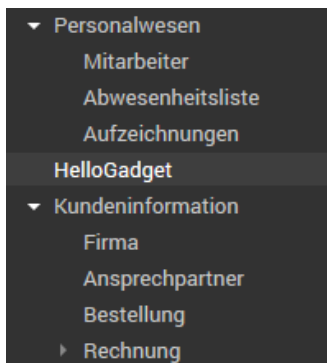 Personalwesen
Mitarbeiter
Abwesenheitsliste
Aufzeichnungen
HelloGadget
Kundeninformation
Firma
Ansprechpartner
Bestellung
Rechnung